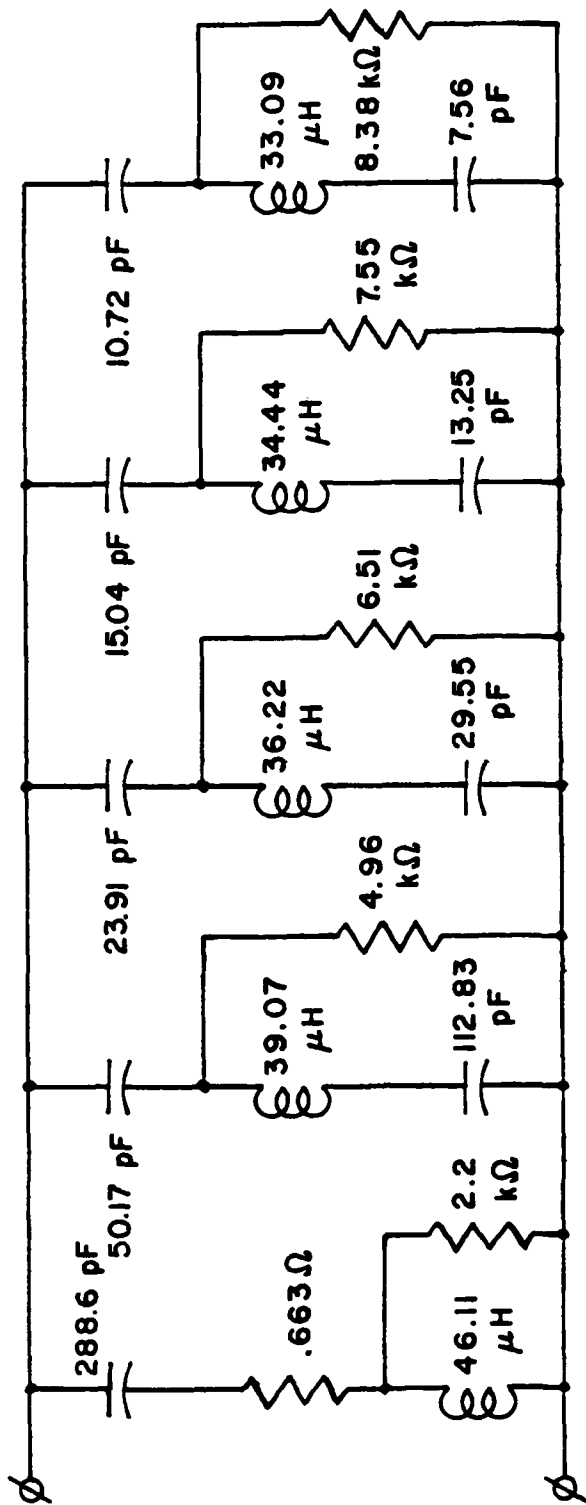 288.6 pF
.663Ω
46.11
μH
2.2
kΩ
50.17 pF
39.07
μH
112.83
pF
4.96
kΩ
23.91 pF
36.22
μH
29.55
pF
6.51
kΩ
15.04 pF
34.44
μH
13.25
pF
7.55
kΩ
10.72 pF
33.09
μH
8.38 kΩ
7.56
pF